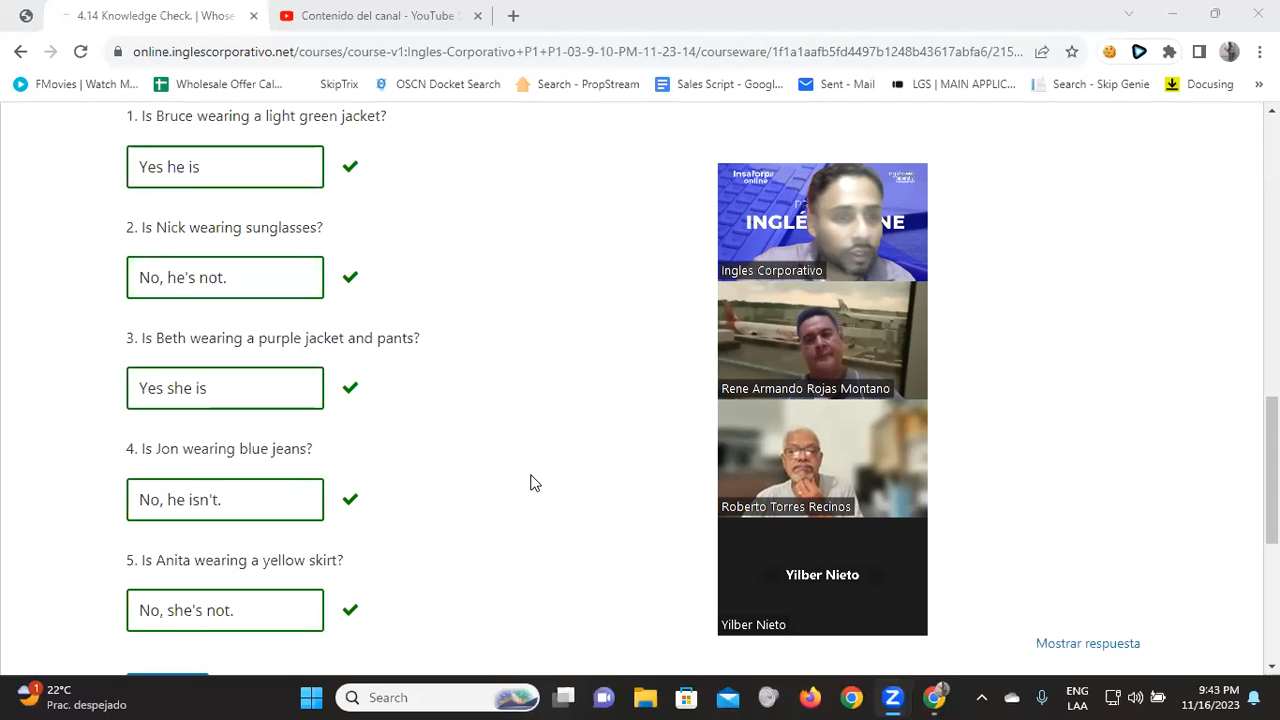 4.14 Knowledge Check. | Whose
Contenido del canal - YouTube
online.inglescorporativo.net/courses/course-v1:Ingles-Corporativo+P1+P1-03-9-10-PM-11-23-14/courseware/1f1a1aafb5fd4497b1248b43617abfa6/215...
FMovies | Watch M...
Wholesale Offer Cal...
SkipTrix
OSCN Docket Search
Search — PropStream
Sales Script - Googl...
Sent - Mail
LGS | MAIN APPLIC...
Search - Skip Genie
Docusing
»
1. Is Bruce wearing a light green jacket?
Yes he is
2. Is Nick wearing sunglasses?
No, he's not.
3. Is Beth wearing a purple jacket and pants?
Yes she is
4. Is Jon wearing blue jeans?
No, he isn't.
5. Is Anita wearing a yellow skirt?
No, she's not.
Insaforp
online
INGLÉ NE
Ingles Corporativo
Rene Armando Rojas Montano
Roberto Torres Recinos
Yilber Nieto
Yilber Nieto
Mostrar respuesta
1
22°C
Prac. despejado
Search
ENG
LAA
9:43 PM
11/16/2023